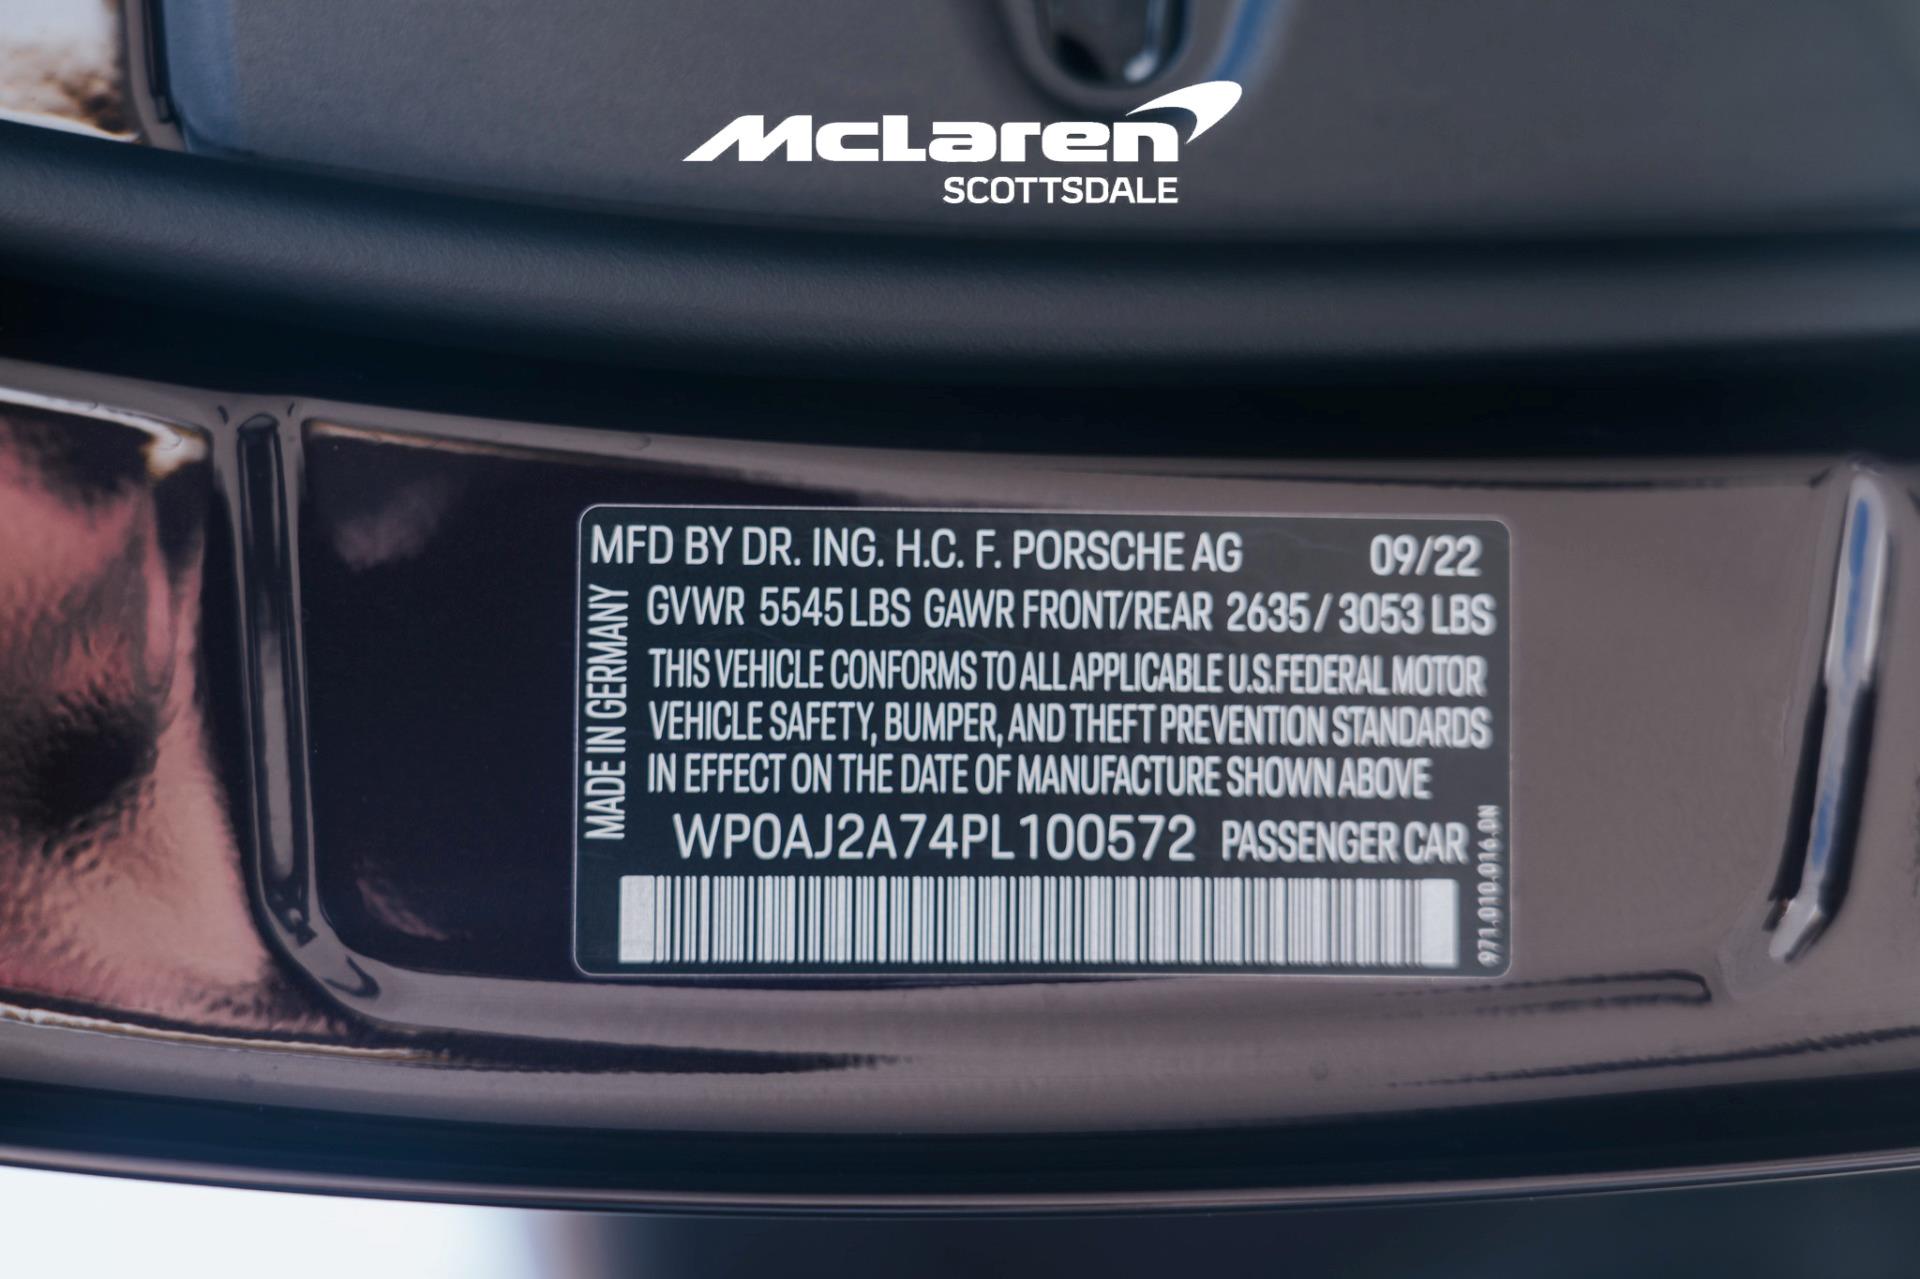 McLaren
SCOTTSDALE
MFD BY DR. ING. H.C. F. PORSCHE AG 09/22
GVWR 5545 LBS GAWR FRONT/REAR 2635 / 3053 LBS
THIS VEHICLE CONFORMS TO ALL APPLICABLE U.S.FEDERAL MOTOR
VEHICLE SAFETY, BUMPER, AND THEFT PREVENTION STANDARDS
IN EFFECT ON THE DATE OF MANUFACTURE SHOWN ABOVE
WP0AJ2A74PL100572 PASSENGER CAR
MADE IN GERMANY
971.010.016.DN